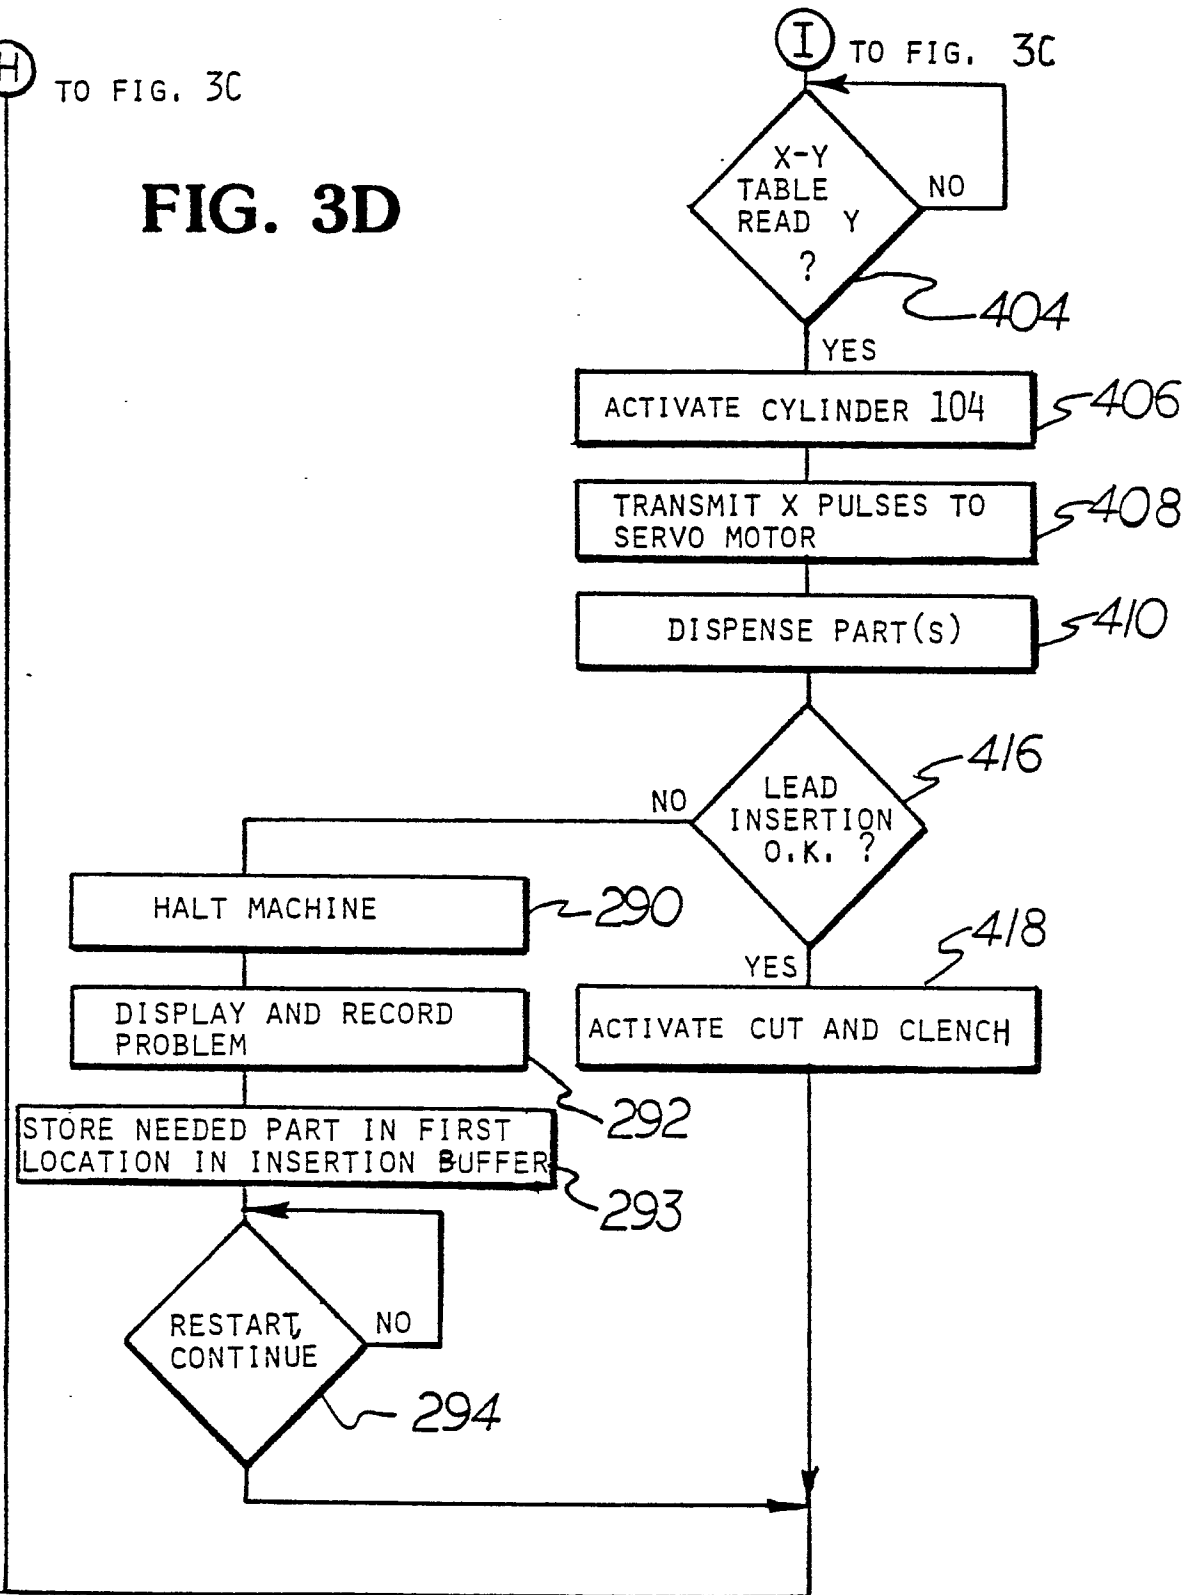 H TO FIG. 3C
I TO FIG. 3C
FIG. 3D
X-Y
TABLE
READ Y
?
NO
404
YES
ACTIVATE CYLINDER 104
406
TRANSMIT X PULSES TO
SERVO MOTOR
408
DISPENSE PART(S)
410
LEAD
INSERTION
O.K. ?
416
NO
YES
HALT MACHINE
290
418
DISPLAY AND RECORD
PROBLEM
292
ACTIVATE CUT AND CLENCH
STORE NEEDED PART IN FIRST
LOCATION IN INSERTION BUFFER
293
RESTART,
CONTINUE
NO
294